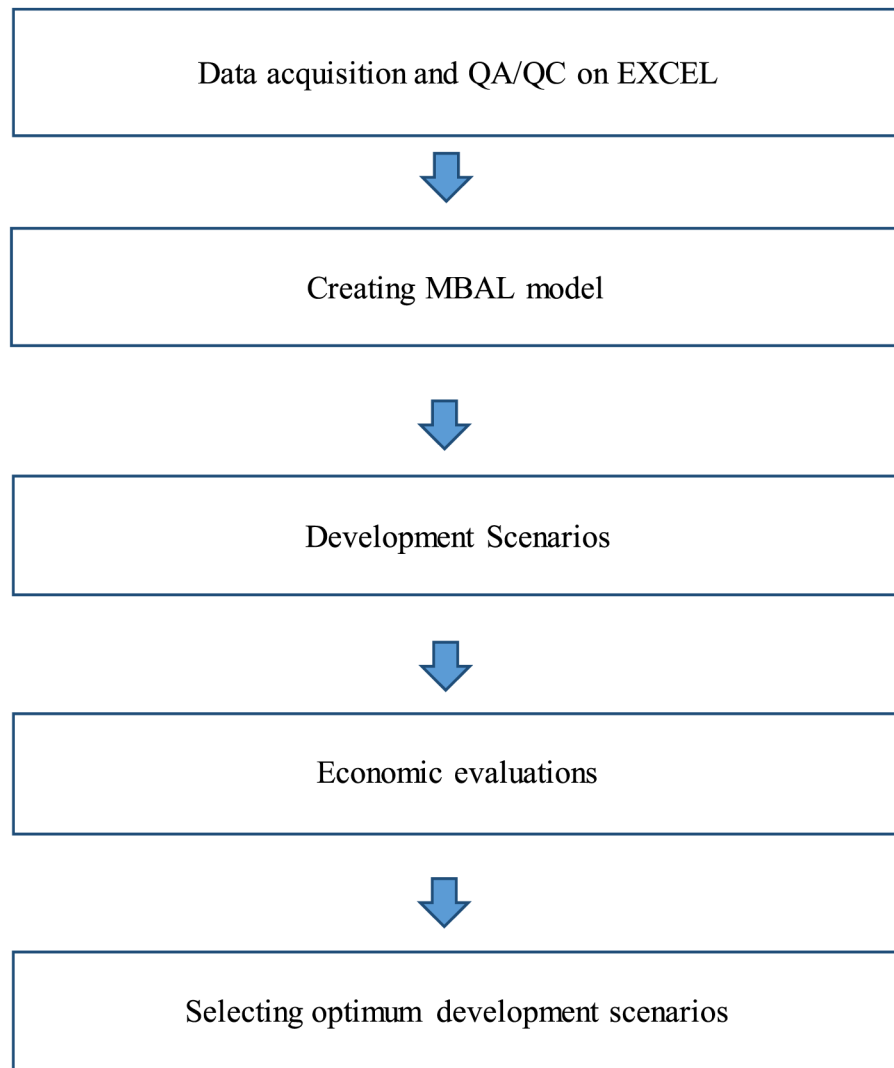 Data acquisition and QA/QC on EXCEL
Creating MBAL model
Development Scenarios
Economic evaluations
Selecting optimum development scenarios